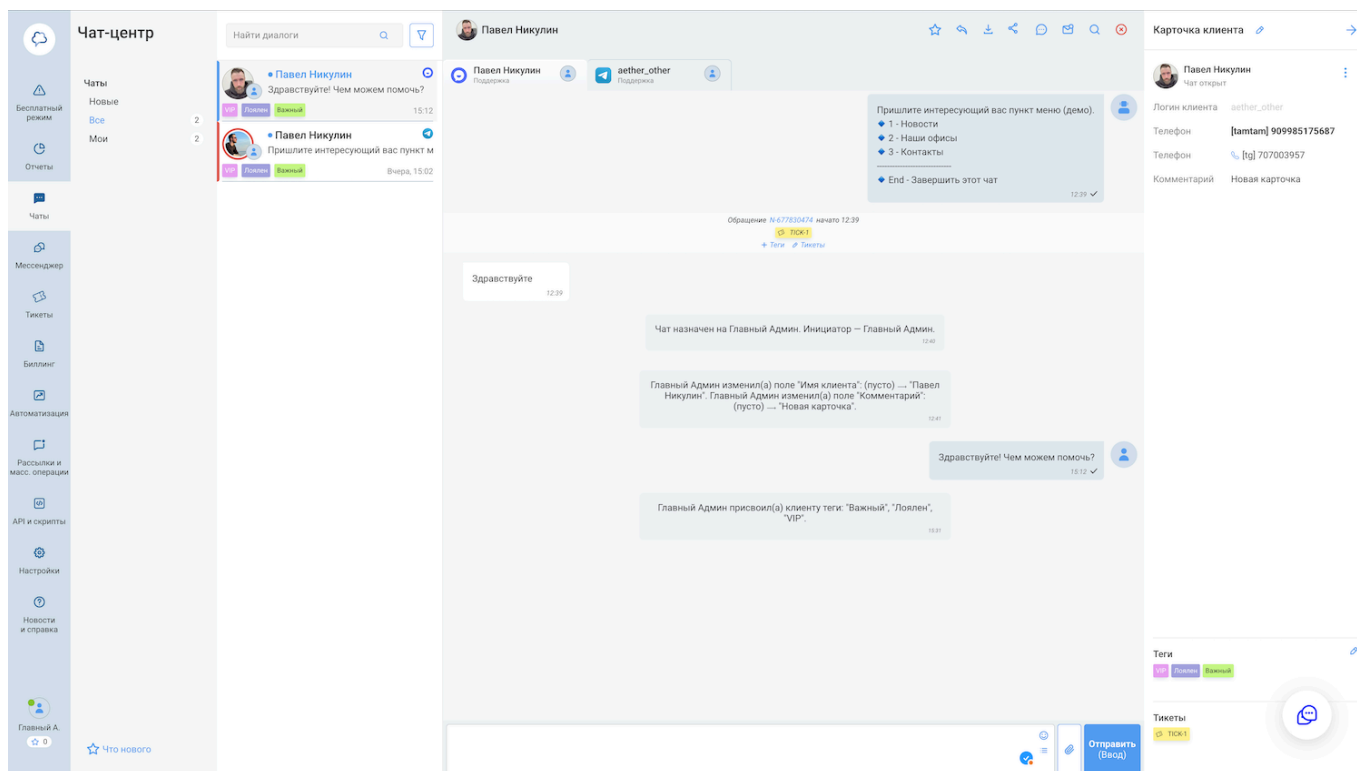 Бесплатный
режим
Отчеты
Чаты
Мессенджер
Тикеты
Биллинг
Автоматизация
Рассылки и
масс. операции
API и скрипты
Настройки
Новости
и справка
Главный А.
0
Чат-центр
Чаты
Новые
Все 2
Мои 2
Что нового
Найти диалоги
Павел Никулин
Здравствуйте! Чем можем помочь?
VIP Лоялен Важный 15:12
Павел Никулин
Пришлите интересующий вас пункт м
VIP Лоялен Важный Вчера, 15:02
Павел Никулин
Павел Никулин
Поддержка
aether_other
Поддержка
Пришлите интересующий вас пункт меню (демо).
1 - Новости
2 - Наши офисы
3 - Контакты
End - Завершить этот чат
12:39
Обращение N-677830474 начато 12:39
TICK-1
+ Теги Тикеты
Здравствуйте
12:39
Чат назначен на Главный Админ. Инициатор — Главный Админ.
12:40
Главный Админ изменил(а) поле "Имя клиента": (пусто) → "Павел
Никулин". Главный Админ изменил(а) поле "Комментарий":
(пусто) → "Новая карточка".
12:41
Здравствуйте! Чем можем помочь?
15:12
Главный Админ присвоил(а) клиенту теги: "Важный", "Лоялен",
"VIP".
Отправить
(Ввод)
Карточка клиента
Павел Никулин
Чат открыт
Логин клиента aether_other
Телефон [tamtam] 909985175687
Телефон [tg] 707003957
Комментарий Новая карточка
Теги
VIP Лоялен Важный
Тикеты
TICK-1